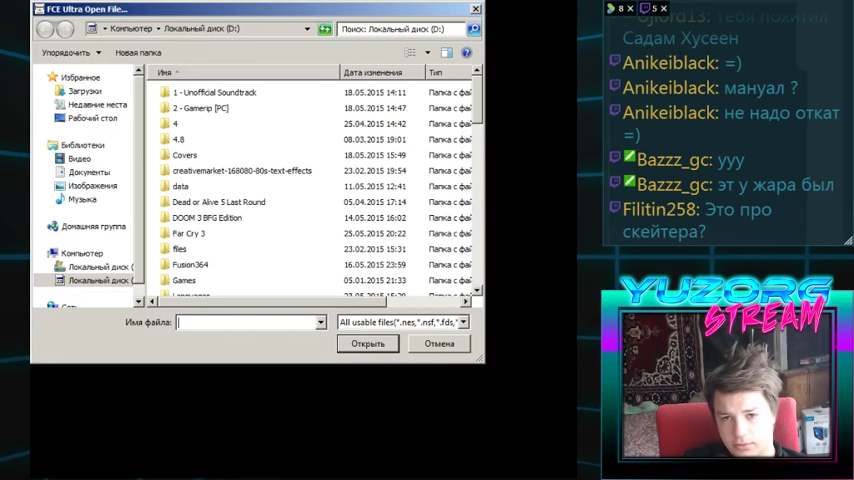 FCE Ultra Open File...
Компьютер Локальный диск (D:)
Поиск: Локальный диск (D:)
Упорядочить
Новая папка
Избранное
Загрузки
Недавние места
Рабочий стол
Библиотеки
Видео
Документы
Изображения
Музыка
Домашняя группа
Компьютер
Локальный диск (
Локальный диск (
Имя Дата изменения Тип
1 - Unofficial Soundtrack 18.05.2015 14:11 Папка с фай
2 - Gamerip [PC] 18.05.2015 14:47 Папка с фай
4 25.04.2015 14:42 Папка с фай
4.8 08.03.2015 19:01 Папка с фай
Covers 18.05.2015 15:49 Папка с фай
creativemarket-168080-80s-text-effects 23.02.2015 19:54 Папка с фай
data 11.05.2015 12:41 Папка с фай
Dead or Alive 5 Last Round 05.04.2015 17:14 Папка с фай
DOOM 3 BFG Edition 14.05.2015 16:02 Папка с фай
Far Cry 3 25.05.2015 20:22 Папка с фай
files 23.02.2015 15:31 Папка с фай
Fusion364 16.05.2015 23:59 Папка с фай
Games 05.01.2015 21:33 Папка с фай
Имя файла:
All usable files(*.nes,*.nsf,*.fds,*
Открыть
Отмена
8 × 5 ×
Тебя похитил
Садам Хусеен
Anikeiblack: =)
Anikeiblack: мануал ?
Anikeiblack: не надо откат
=)
Bazzz_gc: ууу
Bazzz_gc: эт у жара был
Filitin258: Это про
скейтера?
YUZORG
STREAM